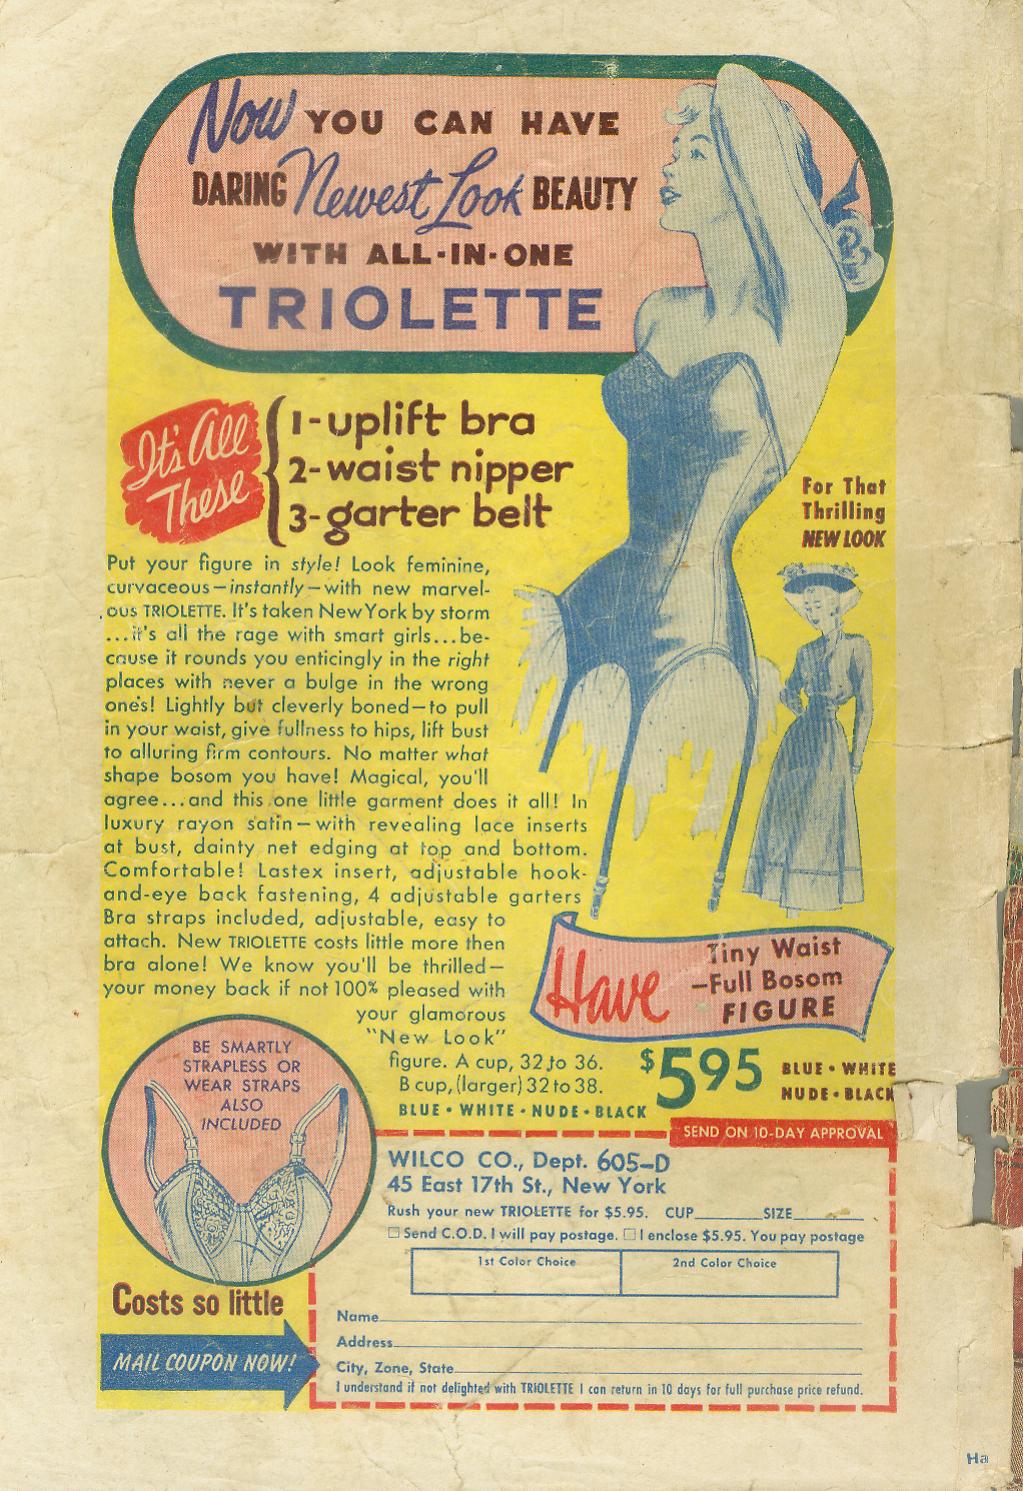 Now YOU CAN HAVE
DARING Newest Look BEAUTY
WITH ALL-IN-ONE
TRIOLETTE
It's All
These
1-uplift bra
2-waist nipper
3-garter belt
For That
Thrilling
NEW LOOK
Put your figure in style! Look feminine,
curvaceous—instantly—with new marvel-
ous TRIOLETTE. It's taken New York by storm
...it's all the rage with smart girls...be-
cause it rounds you enticingly in the right
places with never a bulge in the wrong
one's! Lightly but cleverly boned—to pull
in your waist, give fullness to hips, lift bust
to alluring firm contours. No matter what
shape bosom you have! Magical, you'll
agree...and this one little garment does it all! In
luxury rayon satin—with revealing lace inserts
at bust, dainty net edging at top and bottom.
Comfortable! Lastex insert, adjustable hook-
and-eye back fastening, 4 adjustable garters
Bra straps included, adjustable, easy to
attach. New TRIOLETTE costs little more then
bra alone! We know you'll be thrilled—
your money back if not 100% pleased with
your glamorous
"New Look"
figure. A cup, 32 to 36.
B cup, (larger) 32 to 38.
BLUE • WHITE • NUDE • BLACK
Have Tiny Waist
—Full Bosom
FIGURE
$5.95
BLUE • WHITE
NUDE • BLACK
BE SMARTLY
STRAPLESS OR
WEAR STRAPS
ALSO
INCLUDED
Costs so little
MAIL COUPON NOW!
SEND ON 10-DAY APPROVAL
WILCO CO., Dept. 605-D
45 East 17th St., New York
Rush your new TRIOLETTE for $5.95. CUP______SIZE______
☐ Send C.O.D. I will pay postage. ☐ I enclose $5.95. You pay postage
1st Color Choice 2nd Color Choice
Name
Address
City, Zone, State
I understand if not delighted with TRIOLETTE I can return in 10 days for full purchase price refund.
Ha